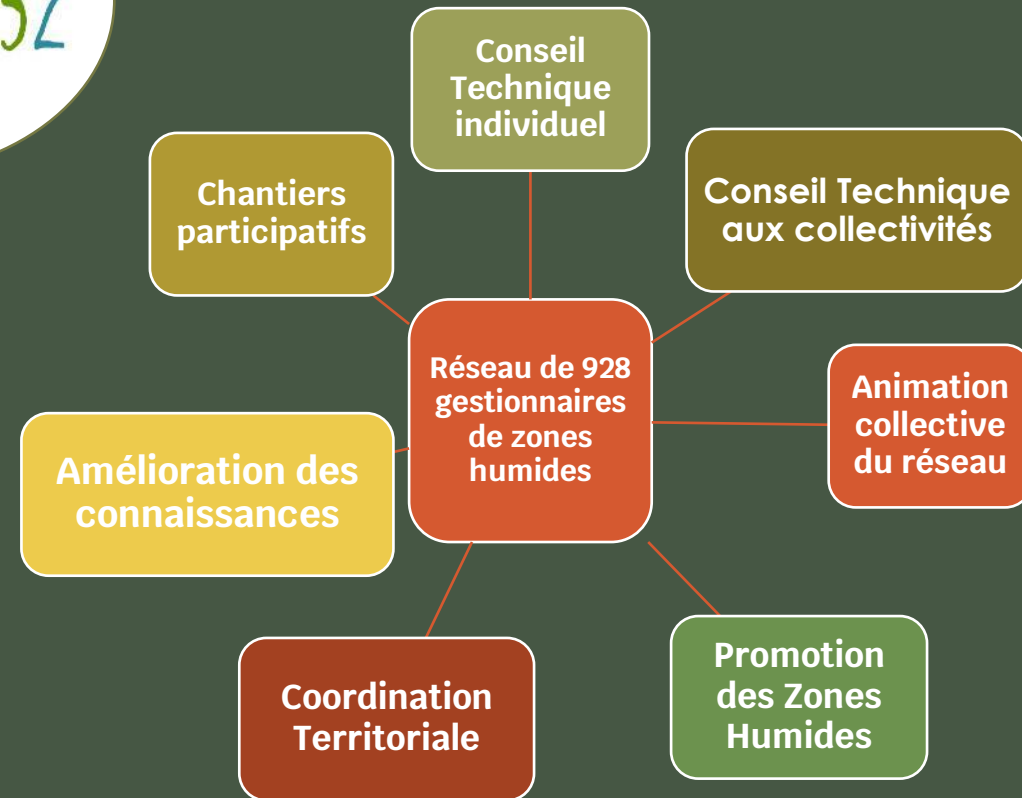 Conseil
Technique
individuel
Chantiers
participatifs
Conseil Technique
aux collectivités
Réseau de 928
gestionnaires
de zones
humides
Animation
collective
du réseau
Amélioration des
connaissances
Coordination
Territoriale
Promotion
des Zones
Humides